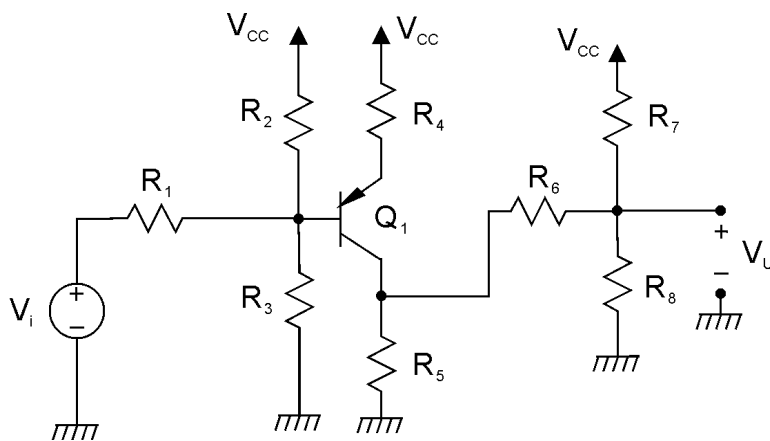 V_CC
V_CC
V_CC
R_2
R_4
R_7
R_1
R_6
Q_1
+
V_U
−
V_i
+
−
R_3
R_8
R_5